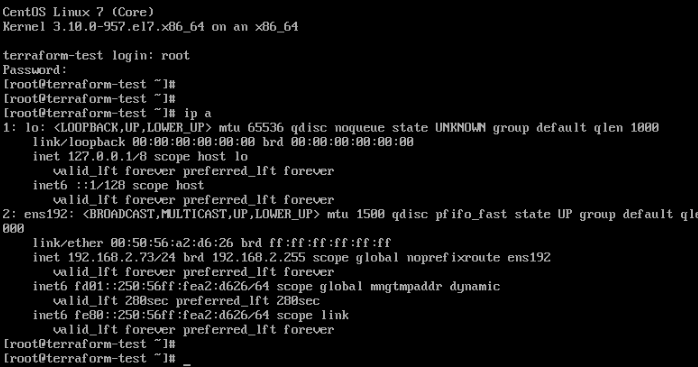 CentOS Linux 7 (Core)
Kernel 3.10.0-957.el7.x86_64 on an x86_64
terraform-test login: root
Password:
[root@terraform-test ~]#
[root@terraform-test ~]#
[root@terraform-test ~]# ip a
1: lo: <LOOPBACK,UP,LOWER_UP> mtu 65536 qdisc noqueue state UNKNOWN group default qlen 1000
    link/loopback 00:00:00:00:00:00 brd 00:00:00:00:00:00
    inet 127.0.0.1/8 scope host lo
       valid_lft forever preferred_lft forever
    inet6 ::1/128 scope host
       valid_lft forever preferred_lft forever
2: ens192: <BROADCAST,MULTICAST,UP,LOWER_UP> mtu 1500 qdisc pfifo_fast state UP group default qle
000
    link/ether 00:50:56:a2:d6:26 brd ff:ff:ff:ff:ff:ff
    inet 192.168.2.73/24 brd 192.168.2.255 scope global noprefixroute ens192
       valid_lft forever preferred_lft forever
    inet6 fd01::250:56ff:fea2:d626/64 scope global mngtmpaddr dynamic
       valid_lft 280sec preferred_lft 280sec
    inet6 fe80::250:56ff:fea2:d626/64 scope link
       valid_lft forever preferred_lft forever
[root@terraform-test ~]#
[root@terraform-test ~]# _